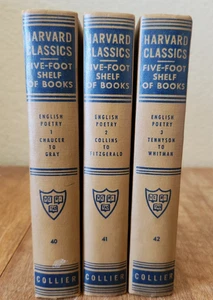 HARVARD
CLASSICS
FIVE-FOOT
SHELF
OF BOOKS
ENGLISH
POETRY
1
CHAUCER
TO
GRAY
40
COLLIER
HARVARD
CLASSICS
FIVE-FOOT
SHELF
OF BOOKS
ENGLISH
POETRY
2
COLLINS
TO
FITZGERALD
41
COLLIER
HARVARD
CLASSICS
FIVE-FOOT
SHELF
OF BOOKS
ENGLISH
POETRY
3
TENNYSON
TO
WHITMAN
42
COLLIER